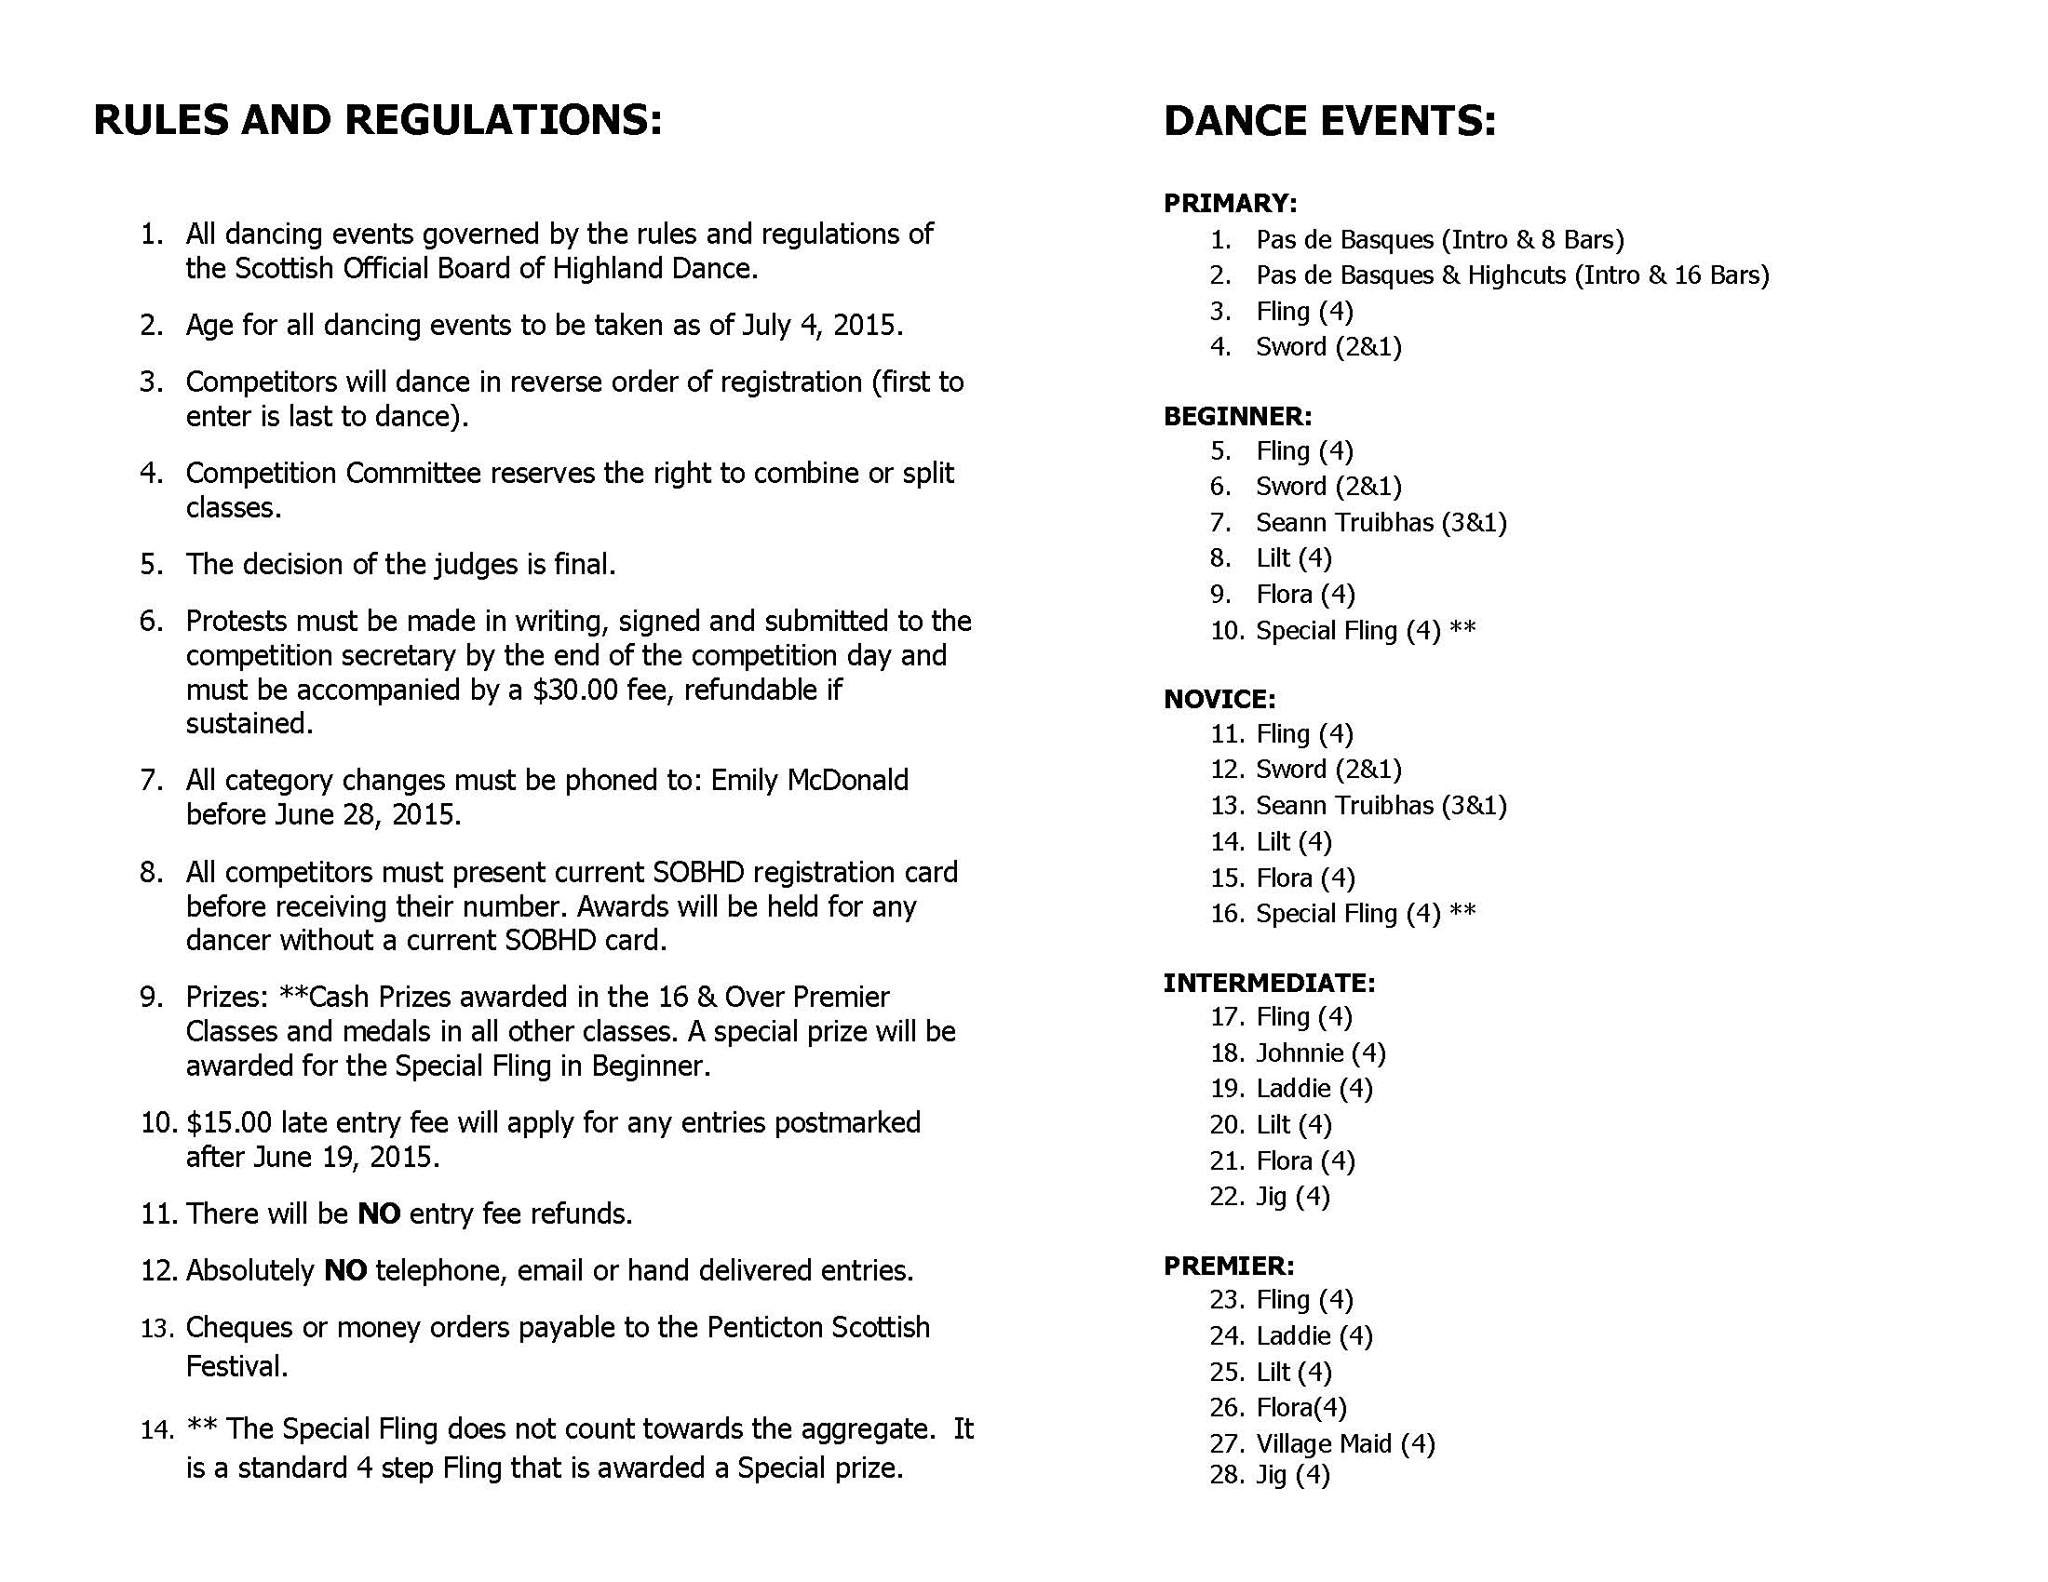 RULES AND REGULATIONS:
1. All dancing events governed by the rules and regulations of
the Scottish Official Board of Highland Dance.
2. Age for all dancing events to be taken as of July 4, 2015.
3. Competitors will dance in reverse order of registration (first to
enter is last to dance).
4. Competition Committee reserves the right to combine or split
classes.
5. The decision of the judges is final.
6. Protests must be made in writing, signed and submitted to the
competition secretary by the end of the competition day and
must be accompanied by a $30.00 fee, refundable if
sustained.
7. All category changes must be phoned to: Emily McDonald
before June 28, 2015.
8. All competitors must present current SOBHD registration card
before receiving their number. Awards will be held for any
dancer without a current SOBHD card.
9. Prizes: **Cash Prizes awarded in the 16 & Over Premier
Classes and medals in all other classes. A special prize will be
awarded for the Special Fling in Beginner.
10. $15.00 late entry fee will apply for any entries postmarked
after June 19, 2015.
11. There will be NO entry fee refunds.
12. Absolutely NO telephone, email or hand delivered entries.
13. Cheques or money orders payable to the Penticton Scottish
Festival.
14. ** The Special Fling does not count towards the aggregate.  It
is a standard 4 step Fling that is awarded a Special prize.
DANCE EVENTS:
PRIMARY:
1. Pas de Basques (Intro & 8 Bars)
2. Pas de Basques & Highcuts (Intro & 16 Bars)
3. Fling (4)
4. Sword (2&1)
BEGINNER:
5. Fling (4)
6. Sword (2&1)
7. Seann Truibhas (3&1)
8. Lilt (4)
9. Flora (4)
10. Special Fling (4) **
NOVICE:
11. Fling (4)
12. Sword (2&1)
13. Seann Truibhas (3&1)
14. Lilt (4)
15. Flora (4)
16. Special Fling (4) **
INTERMEDIATE:
17. Fling (4)
18. Johnnie (4)
19. Laddie (4)
20. Lilt (4)
21. Flora (4)
22. Jig (4)
PREMIER:
23. Fling (4)
24. Laddie (4)
25. Lilt (4)
26. Flora(4)
27. Village Maid (4)
28. Jig (4)